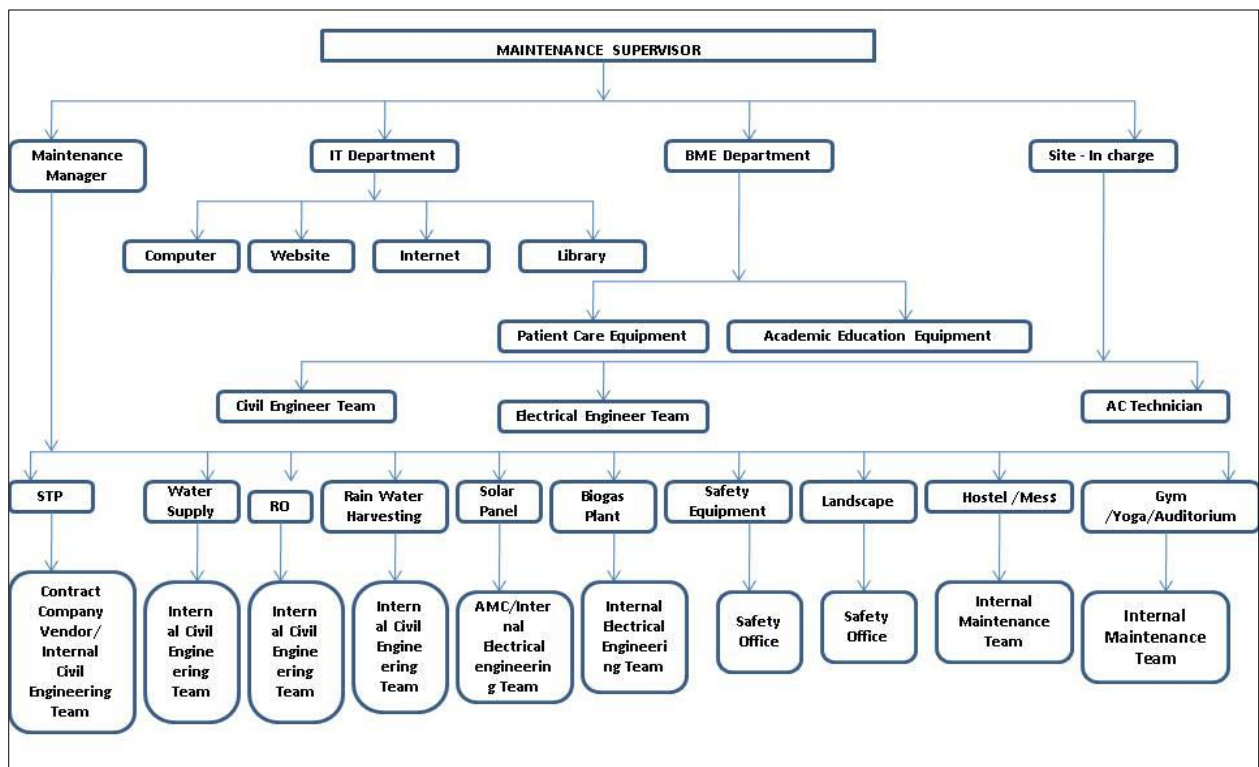 MAINTENANCE SUPERVISOR
Maintenance
Manager
IT Department
BME Department
Site - In charge
Computer
Website
Internet
Library
Patient Care Equipment
Academic Education Equipment
Civil Engineer Team
Electrical Engineer Team
AC Technician
STP
Water
Supply
RO
Rain Water
Harvesting
Solar
Panel
Biogas
Plant
Safety
Equipment
Landscape
Hostel /Mess
Gym
/Yoga/Auditorium
Contract
Company
Vendor/
Internal
Civil
Engineering
Team
Intern
al Civil
Engine
ering
Team
Intern
al Civil
Engine
ering
Team
Intern
al Civil
Engine
ering
Team
AMC/Inter
nal
Electrical
engineerin
g Team
Internal
Electrical
Engineeri
ng Team
Safety
Office
Safety
Office
Internal
Maintenance
Team
Internal
Maintenance
Team